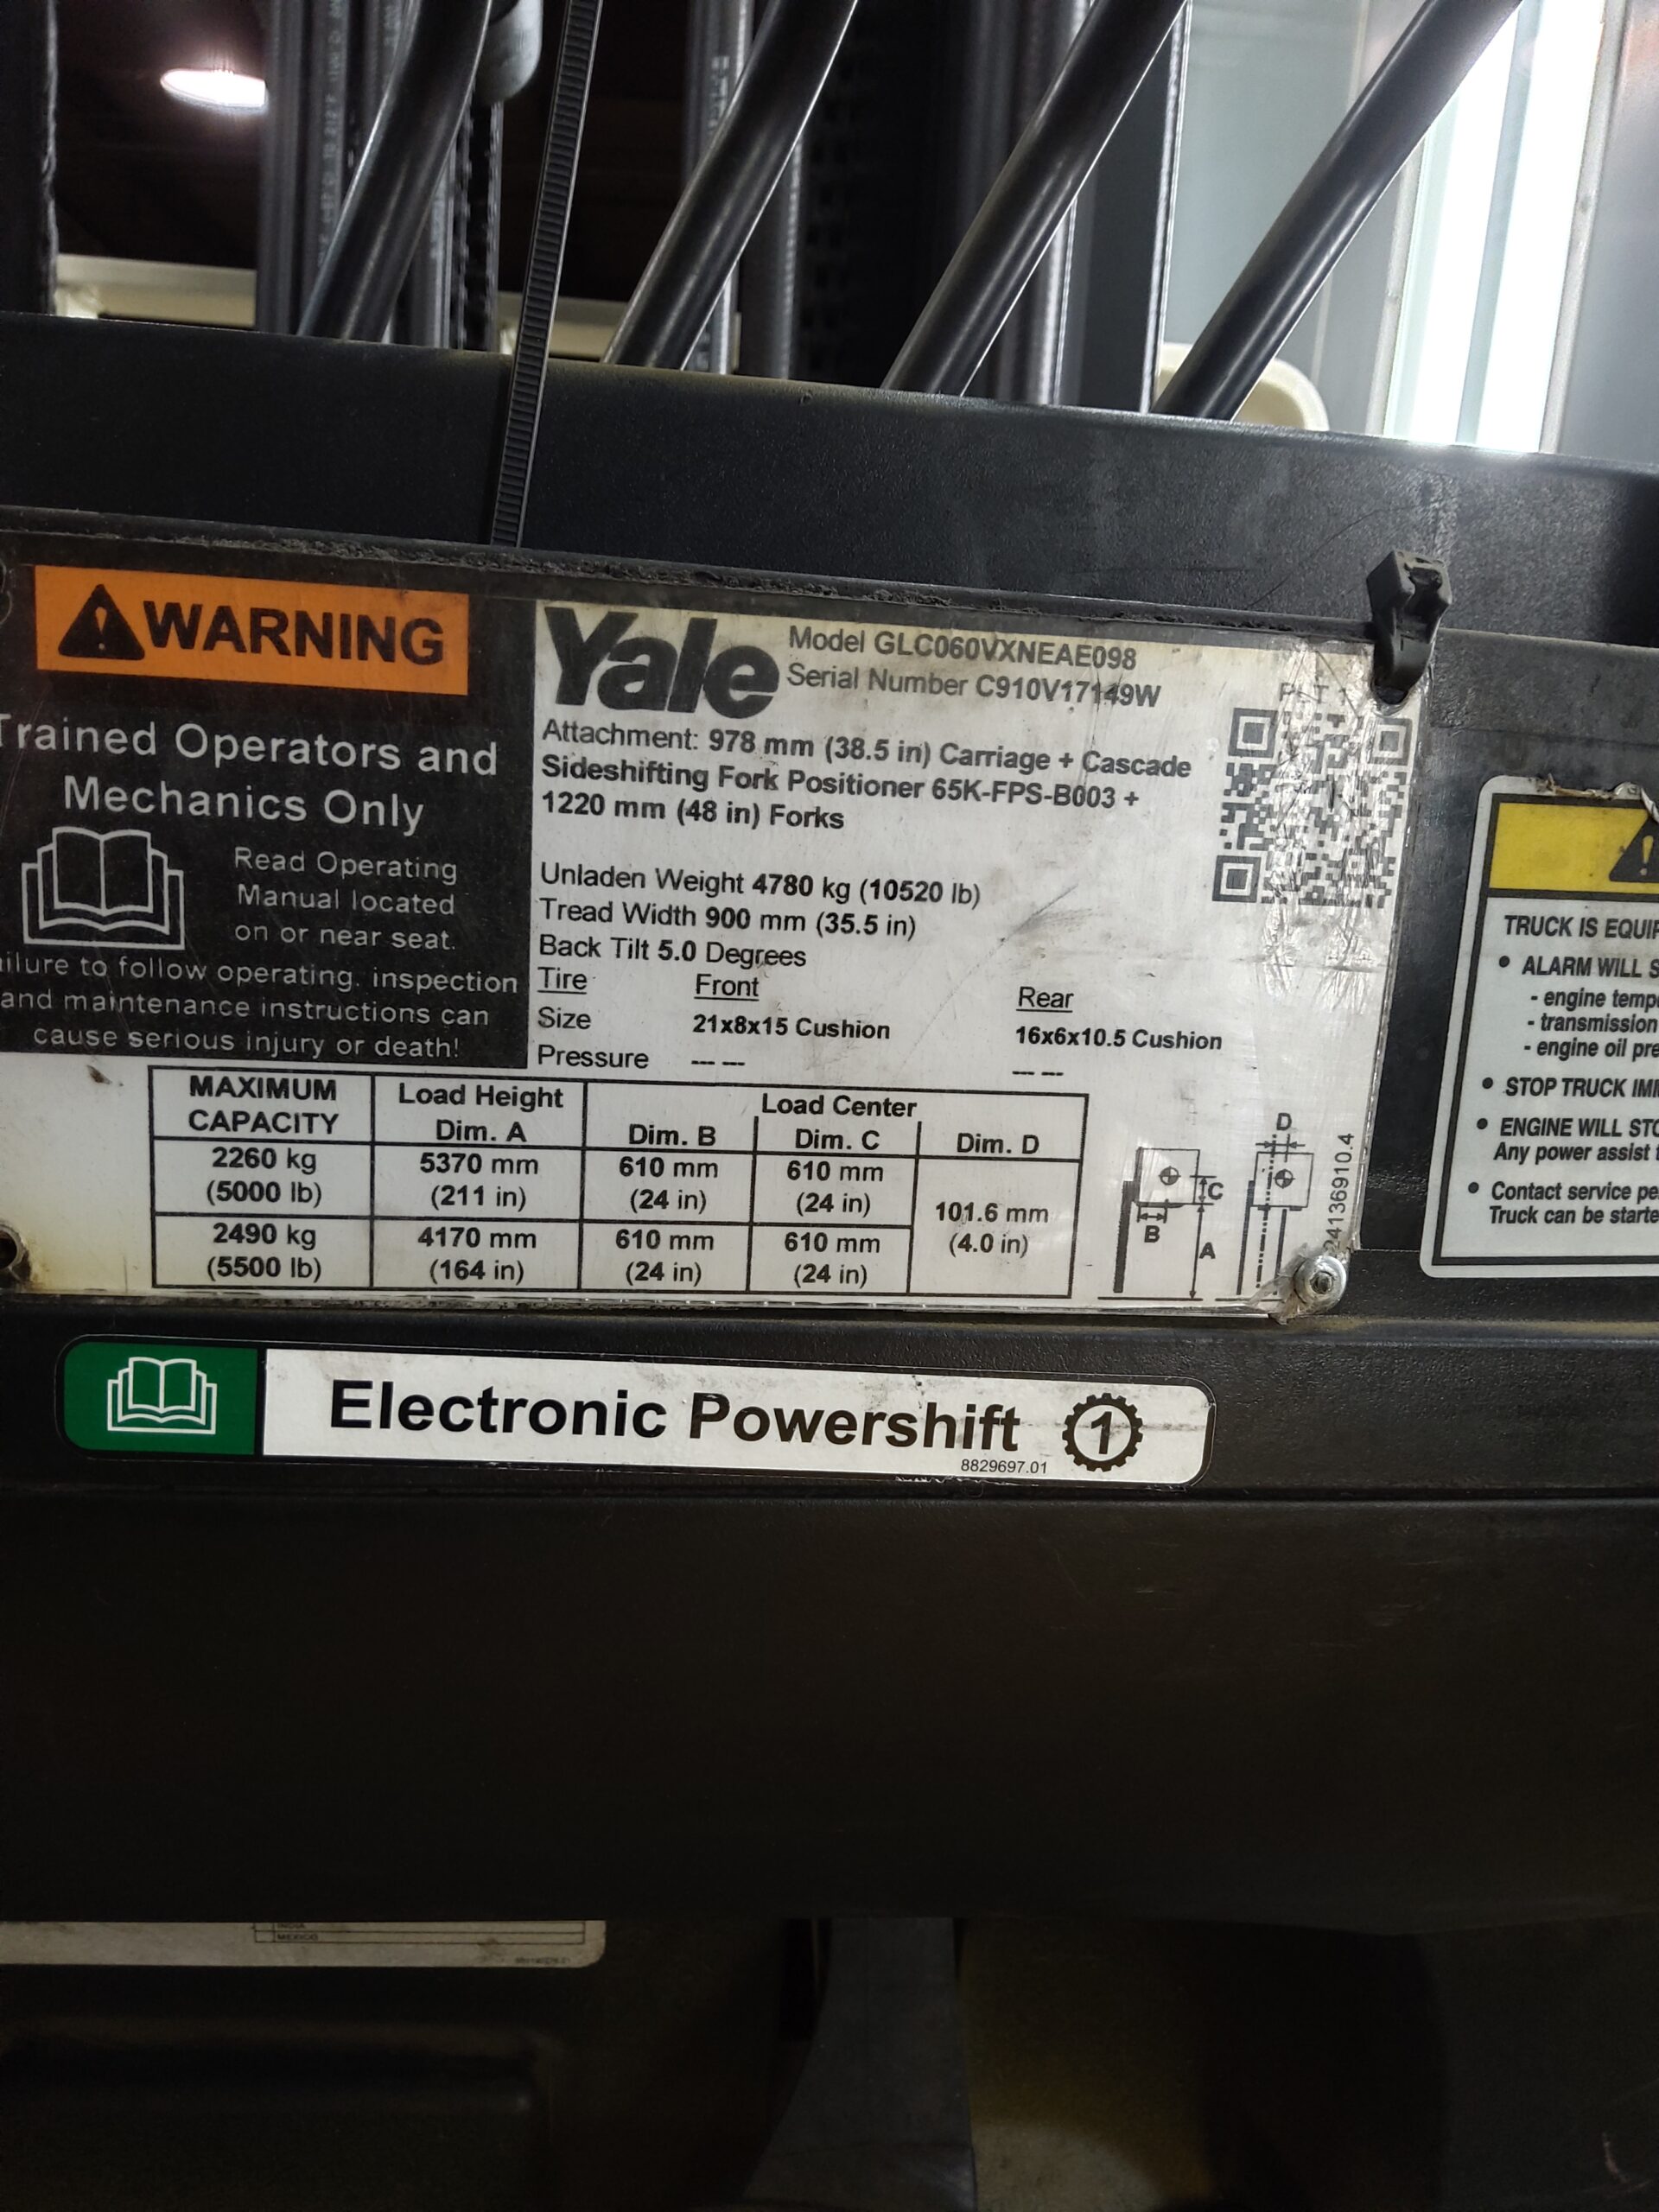 WARNING
Trained Operators and
Mechanics Only
Read Operating
Manual located
on or near seat.
ilure to follow operating, inspection
and maintenance instructions can
cause serious injury or death!
Yale
Model GLC060VXNEAE098
Serial Number C910V17149W
Attachment: 978 mm (38.5 in) Carriage + Cascade
Sideshifting Fork Positioner 65K-FPS-B003 +
1220 mm (48 in) Forks
Unladen Weight 4780 kg (10520 lb)
Tread Width 900 mm (35.5 in)
Back Tilt 5.0 Degrees
Tire Front Rear
Size 21x8x15 Cushion 16x6x10.5 Cushion
Pressure --- --- --- ---
MAXIMUM CAPACITY Load Height Dim. A Load Center Dim. B Dim. C Dim. D
2260 kg 5370 mm 610 mm 610 mm
(5000 lb) (211 in) (24 in) (24 in)
101.6 mm
(4.0 in)
2490 kg 4170 mm 610 mm 610 mm
(5500 lb) (164 in) (24 in) (24 in)
D
C
B
A
24136910.4
TRUCK IS EQUIP
• ALARM WILL S
- engine tempe
- transmission
- engine oil pre
• STOP TRUCK IMM
• ENGINE WILL STO
Any power assist
• Contact service pe
Truck can be starte
Electronic Powershift 1
8829697.01
INDIA
MEXICO